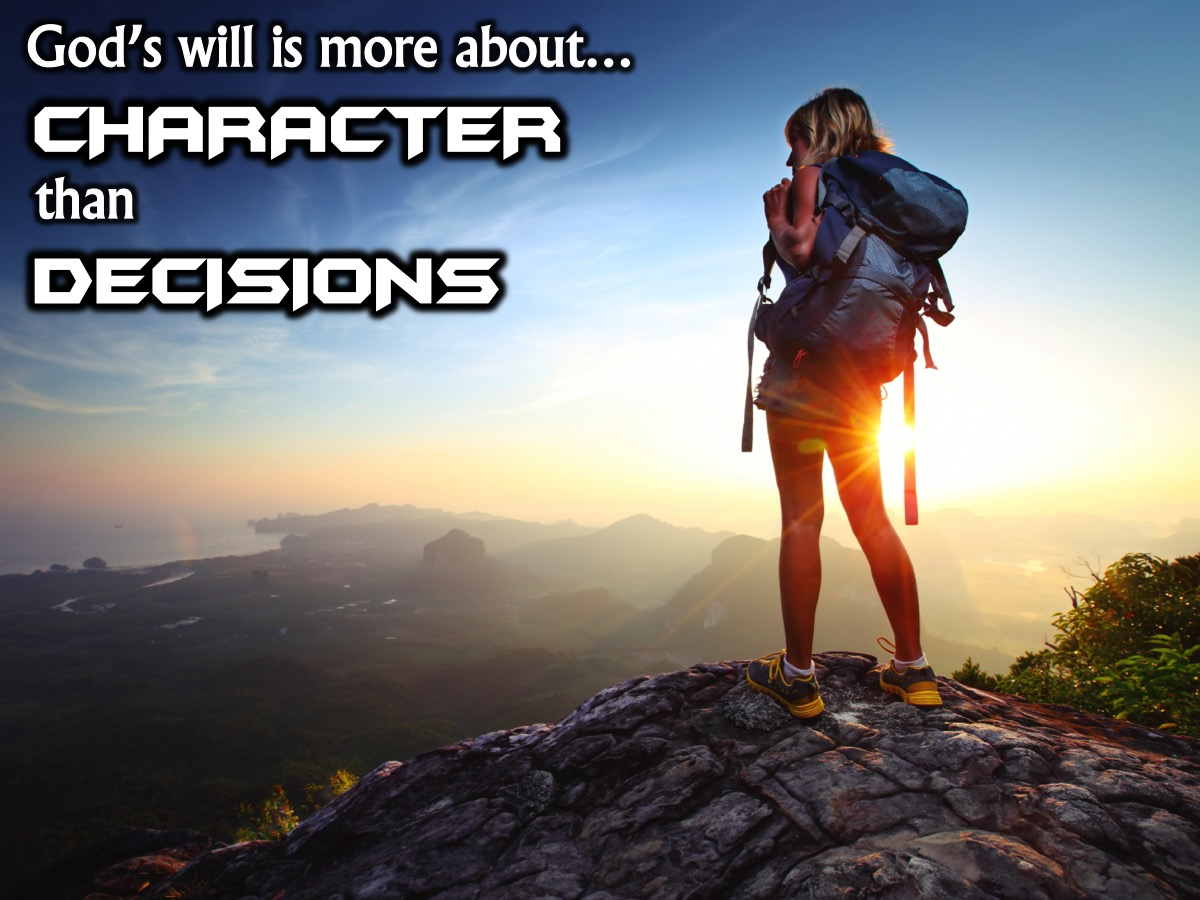 God's will is more about...
CHARACTER
than
DECISIONS